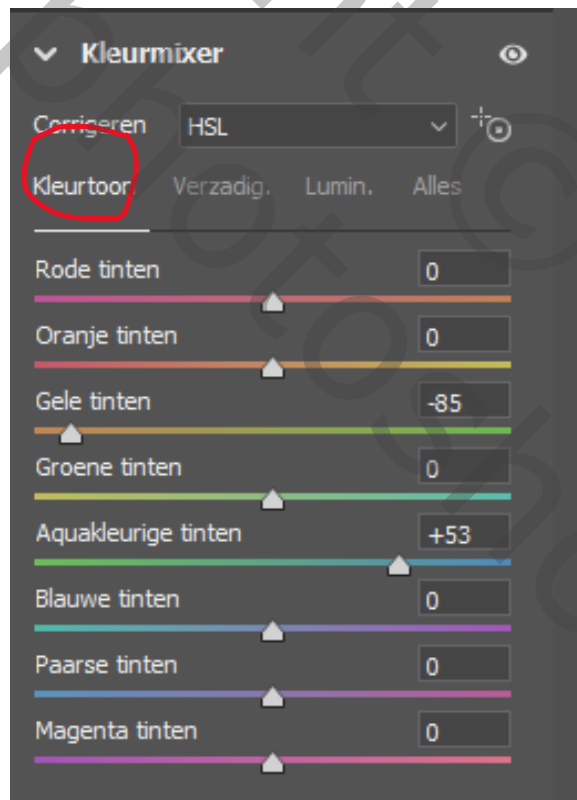 Kleurmixer
Corrigeren HSL
Kleurtoon Verzadig. Lumin. Alles
Rode tinten 0
Oranje tinten 0
Gele tinten -85
Groene tinten 0
Aquakleurige tinten +53
Blauwe tinten 0
Paarse tinten 0
Magenta tinten 0